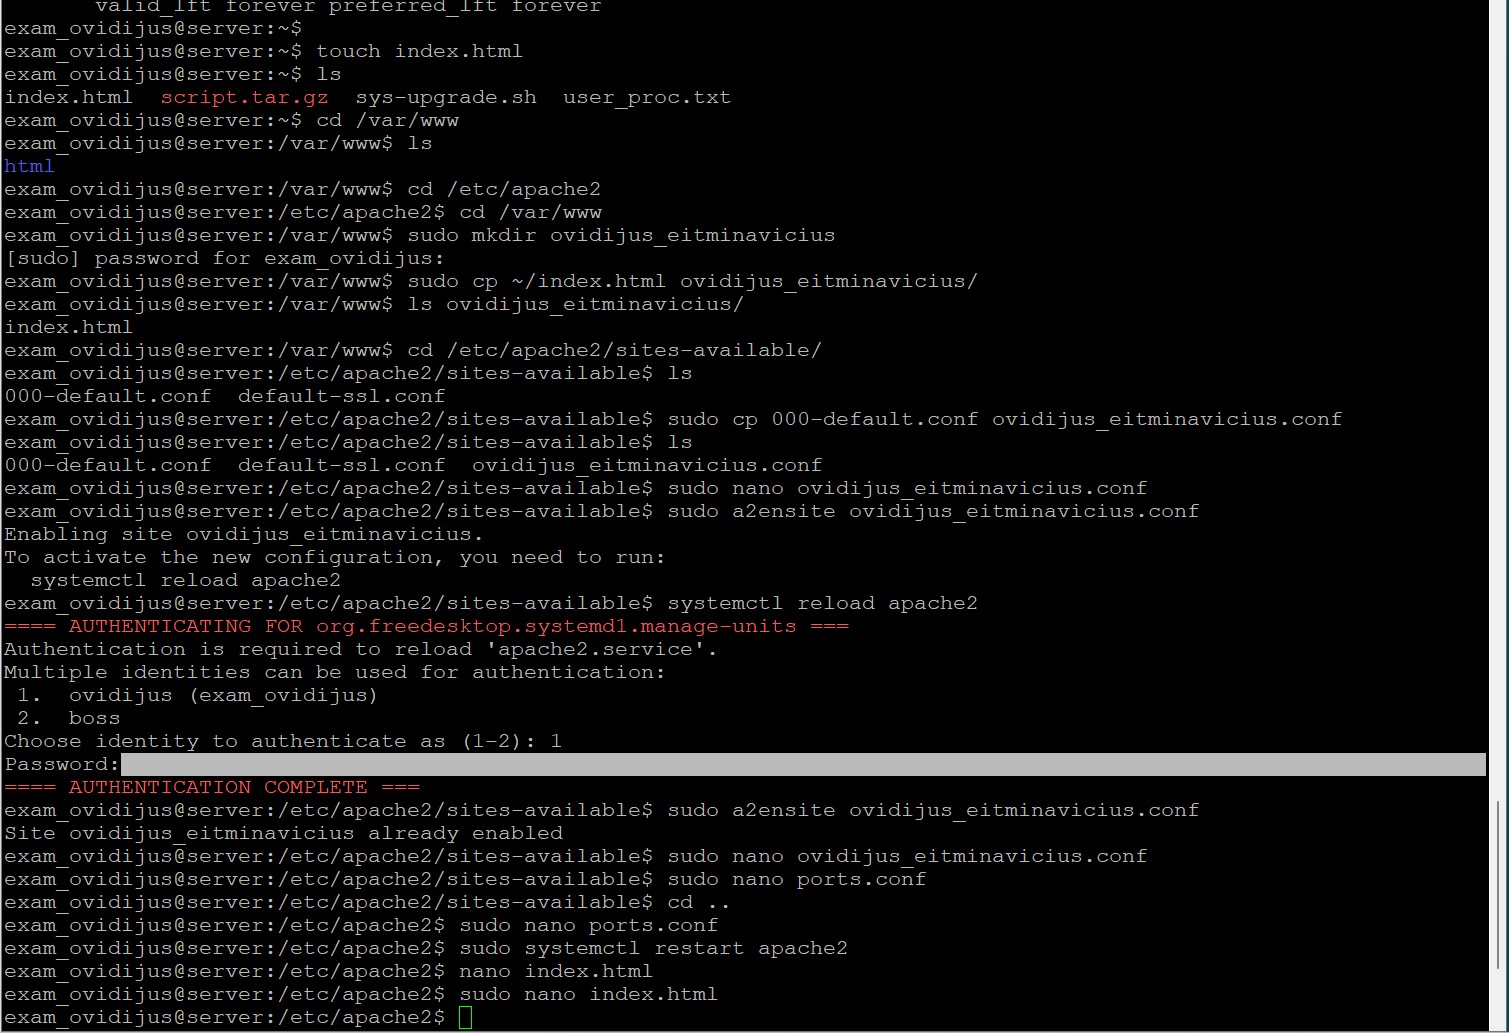 valid_lft forever preferred_lft forever
exam_ovidijus@server:~$
exam_ovidijus@server:~$ touch index.html
exam_ovidijus@server:~$ ls
index.html  script.tar.gz  sys-upgrade.sh  user_proc.txt
exam_ovidijus@server:~$ cd /var/www
exam_ovidijus@server:/var/www$ ls
html
exam_ovidijus@server:/var/www$ cd /etc/apache2
exam_ovidijus@server:/etc/apache2$ cd /var/www
exam_ovidijus@server:/var/www$ sudo mkdir ovidijus_eitminavicius
[sudo] password for exam_ovidijus:
exam_ovidijus@server:/var/www$ sudo cp ~/index.html ovidijus_eitminavicius/
exam_ovidijus@server:/var/www$ ls ovidijus_eitminavicius/
index.html
exam_ovidijus@server:/var/www$ cd /etc/apache2/sites-available/
exam_ovidijus@server:/etc/apache2/sites-available$ ls
000-default.conf  default-ssl.conf
exam_ovidijus@server:/etc/apache2/sites-available$ sudo cp 000-default.conf ovidijus_eitminavicius.conf
exam_ovidijus@server:/etc/apache2/sites-available$ ls
000-default.conf  default-ssl.conf  ovidijus_eitminavicius.conf
exam_ovidijus@server:/etc/apache2/sites-available$ sudo nano ovidijus_eitminavicius.conf
exam_ovidijus@server:/etc/apache2/sites-available$ sudo a2ensite ovidijus_eitminavicius.conf
Enabling site ovidijus_eitminavicius.
To activate the new configuration, you need to run:
  systemctl reload apache2
exam_ovidijus@server:/etc/apache2/sites-available$ systemctl reload apache2
==== AUTHENTICATING FOR org.freedesktop.systemd1.manage-units ===
Authentication is required to reload 'apache2.service'.
Multiple identities can be used for authentication:
 1.  ovidijus (exam_ovidijus)
 2.  boss
Choose identity to authenticate as (1-2): 1
Password:
==== AUTHENTICATION COMPLETE ===
exam_ovidijus@server:/etc/apache2/sites-available$ sudo a2ensite ovidijus_eitminavicius.conf
Site ovidijus_eitminavicius already enabled
exam_ovidijus@server:/etc/apache2/sites-available$ sudo nano ovidijus_eitminavicius.conf
exam_ovidijus@server:/etc/apache2/sites-available$ sudo nano ports.conf
exam_ovidijus@server:/etc/apache2/sites-available$ cd ..
exam_ovidijus@server:/etc/apache2$ sudo nano ports.conf
exam_ovidijus@server:/etc/apache2$ sudo systemctl restart apache2
exam_ovidijus@server:/etc/apache2$ nano index.html
exam_ovidijus@server:/etc/apache2$ sudo nano index.html
exam_ovidijus@server:/etc/apache2$